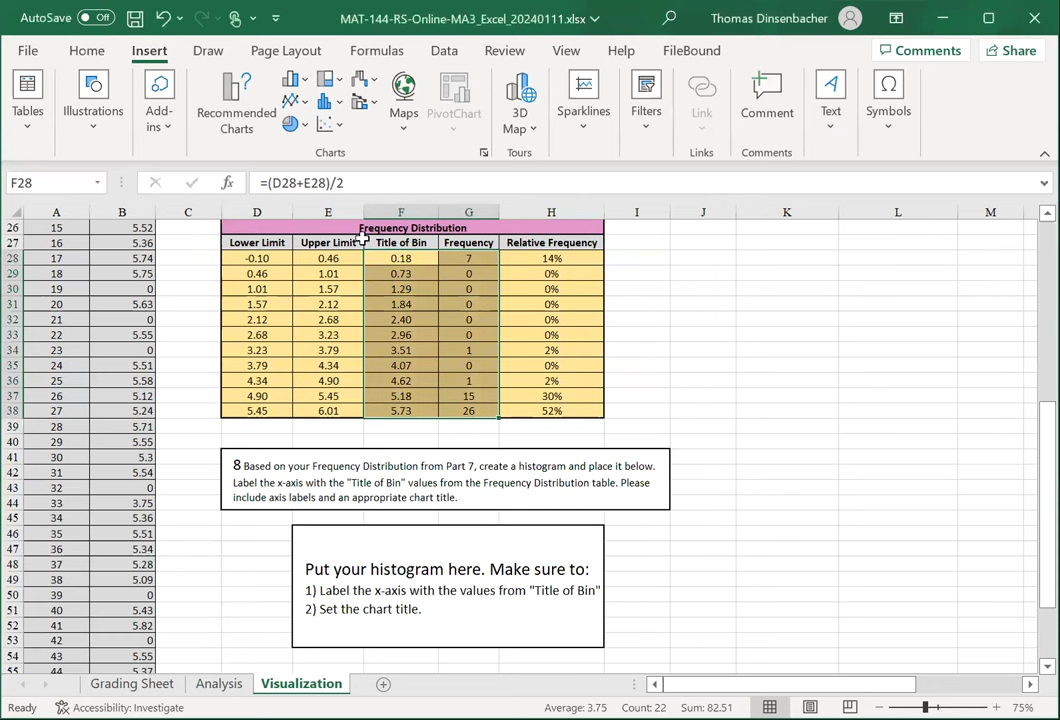 AutoSave Off MAT-144-RS-Online-MA3_Excel_20240111.xlsx Thomas Dinsenbacher
File Home Insert Draw Page Layout Formulas Data Review View Help FileBound Comments Share
Tables Illustrations Add-ins Recommended Charts Maps PivotChart 3D Map Sparklines Filters Link Comment Text Symbols
Charts Tours Links Comments
F28 fx =(D28+E28)/2
A B C D E F G H I J K L M
26 15 5.52 Frequency Distribution
27 16 5.36 Lower Limit Upper Limit Title of Bin Frequency Relative Frequency
28 17 5.74 -0.10 0.46 0.18 7 14%
29 18 5.75 0.46 1.01 0.73 0 0%
30 19 0 1.01 1.57 1.29 0 0%
31 20 5.63 1.57 2.12 1.84 0 0%
32 21 0 2.12 2.68 2.40 0 0%
33 22 5.55 2.68 3.23 2.96 0 0%
34 23 0 3.23 3.79 3.51 1 2%
35 24 5.51 3.79 4.34 4.07 0 0%
36 25 5.58 4.34 4.90 4.62 1 2%
37 26 5.12 4.90 5.45 5.18 15 30%
38 27 5.24 5.45 6.01 5.73 26 52%
39 28 5.71
40 29 5.55
41 30 5.3
42 31 5.54
43 32 0
44 33 3.75
45 34 5.36
46 35 5.51
47 36 5.34
48 37 5.28
49 38 5.09
50 39 0
51 40 5.43
52 41 5.82
53 42 0
54 43 5.55
55 44 5.37
8 Based on your Frequency Distribution from Part 7, create a histogram and place it below.
Label the x-axis with the "Title of Bin" values from the Frequency Distribution table. Please
include axis labels and an appropriate chart title.
Put your histogram here. Make sure to:
1) Label the x-axis with the values from "Title of Bin"
2) Set the chart title.
Grading Sheet Analysis Visualization
Ready Accessibility: Investigate Average: 3.75 Count: 22 Sum: 82.51 75%